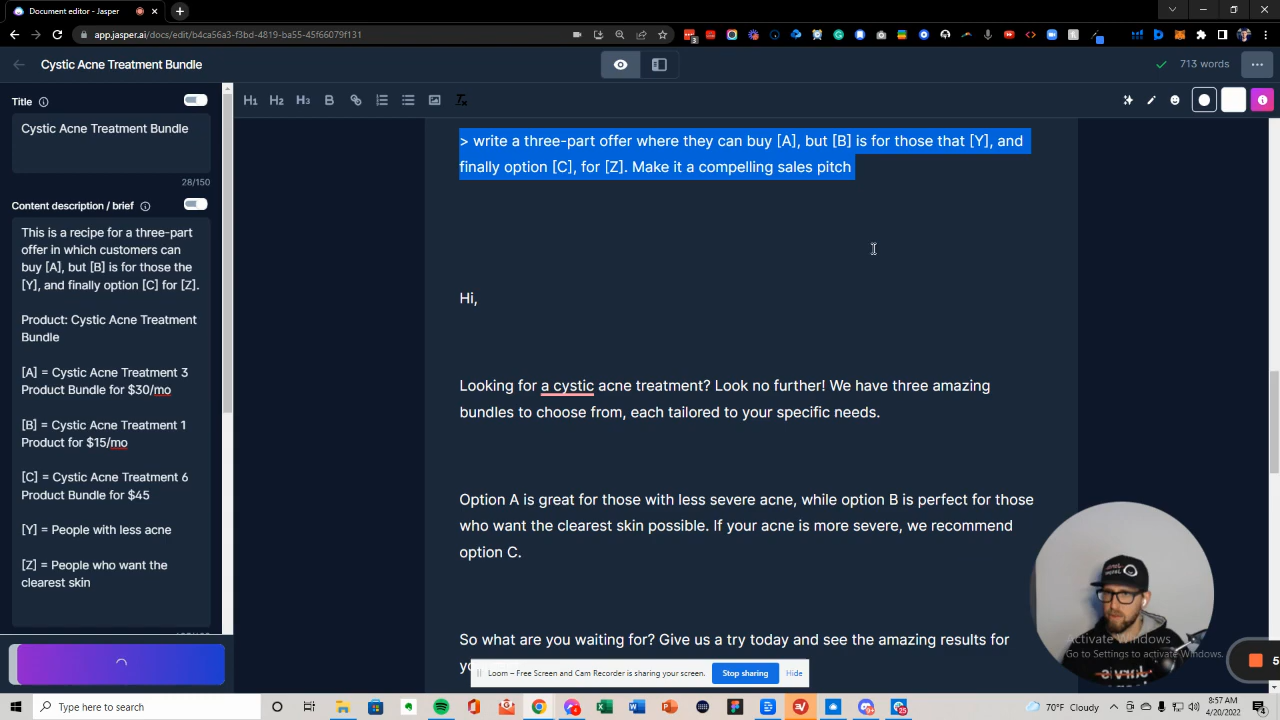 Document editor - Jasper
app.jasper.ai/docs/edit/b4ca56a3-f3bd-4819-ba55-45f66079f131
3
Cystic Acne Treatment Bundle
713 words
Title
Cystic Acne Treatment Bundle
28/150
Content description / brief
This is a recipe for a three-part
offer in which customers can
buy [A], but [B] is for those the
[Y], and finally option [C] for [Z].
Product: Cystic Acne Treatment
Bundle
[A] = Cystic Acne Treatment 3
Product Bundle for $30/mo
[B] = Cystic Acne Treatment 1
Product for $15/mo
[C] = Cystic Acne Treatment 6
Product Bundle for $45
[Y] = People with less acne
[Z] = People who want the
clearest skin
H1 H2 H3 B
> write a three-part offer where they can buy [A], but [B] is for those that [Y], and
finally option [C], for [Z]. Make it a compelling sales pitch
Hi,
Looking for a cystic acne treatment? Look no further! We have three amazing
bundles to choose from, each tailored to your specific needs.
Option A is great for those with less severe acne, while option B is perfect for those
who want the clearest skin possible. If your acne is more severe, we recommend
option C.
So what are you waiting for? Give us a try today and see the amazing results for
Loom – Free Screen and Cam Recorder is sharing your screen.
Stop sharing
Hide
Activate Windows
Go to Settings to activate Windows.
5
Type here to search
25
70°F Cloudy
8:57 AM
4/20/2022
4